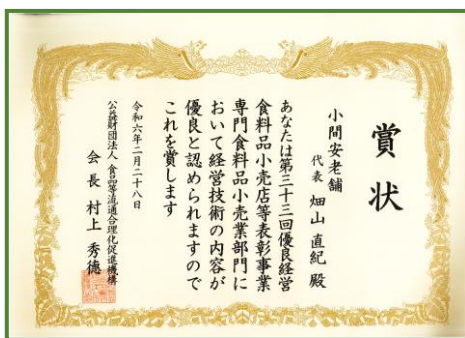 賞状
小間安老舗
代表 畑山 直紀 殿
あなたは第三十三回優良経営
食料品小売店等表彰事業
専門食料品小売業部門に
おいて経営技術の内容が
優良と認められますので
これを賞します
令和六年二月二十八日
公益財団法人 食品等流通合理化促進機構
会長 村上 秀德